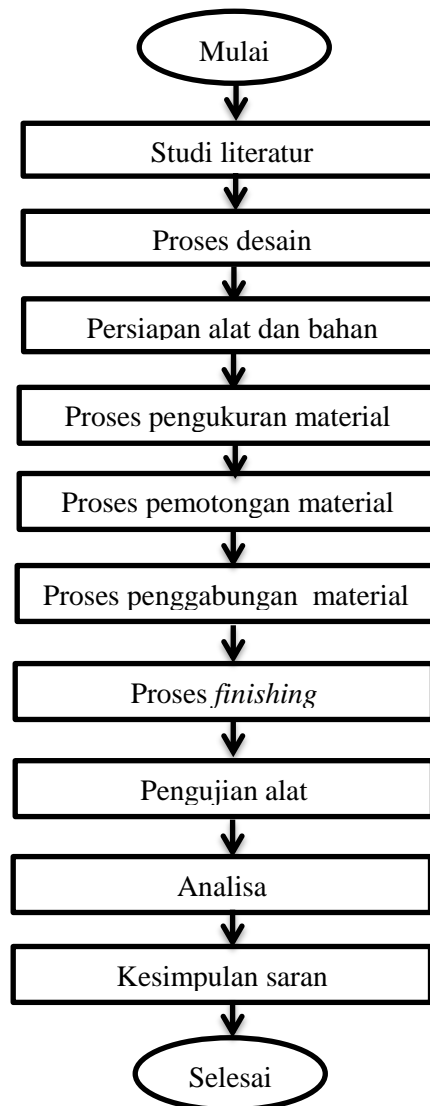 Mulai
Studi literatur
Proses desain
Persiapan alat dan bahan
Proses pengukuran material
Proses pemotongan material
Proses penggabungan  material
Proses finishing
Pengujian alat
Analisa
Kesimpulan saran
Selesai